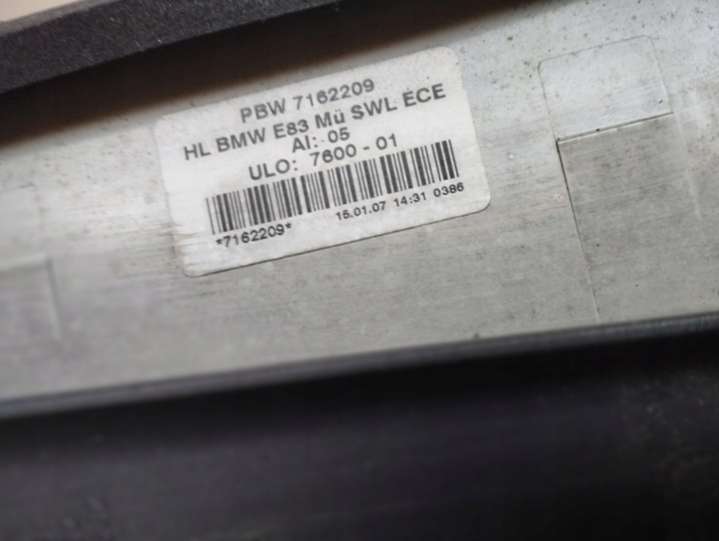 PBW 7162209
HL BMW E83 Mü SWL ECE
AI: 05
ULO: 7600 - 01
*7162209*
15.01.07 14:31 0386